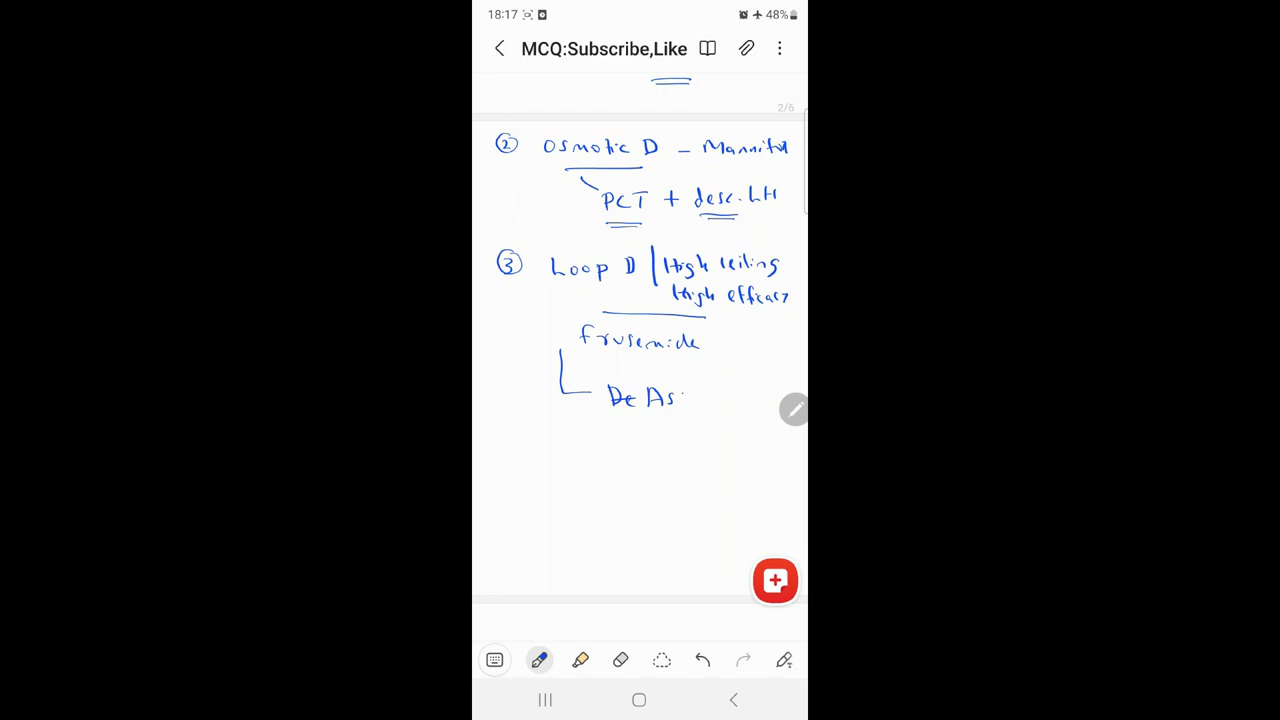 18:17 48%
MCQ:Subscribe,Like
2/6
② Osmotic D - Mannitol
PCT + desc. LH
③ Loop D | High ceiling
High efficacy
Frusemide
De As